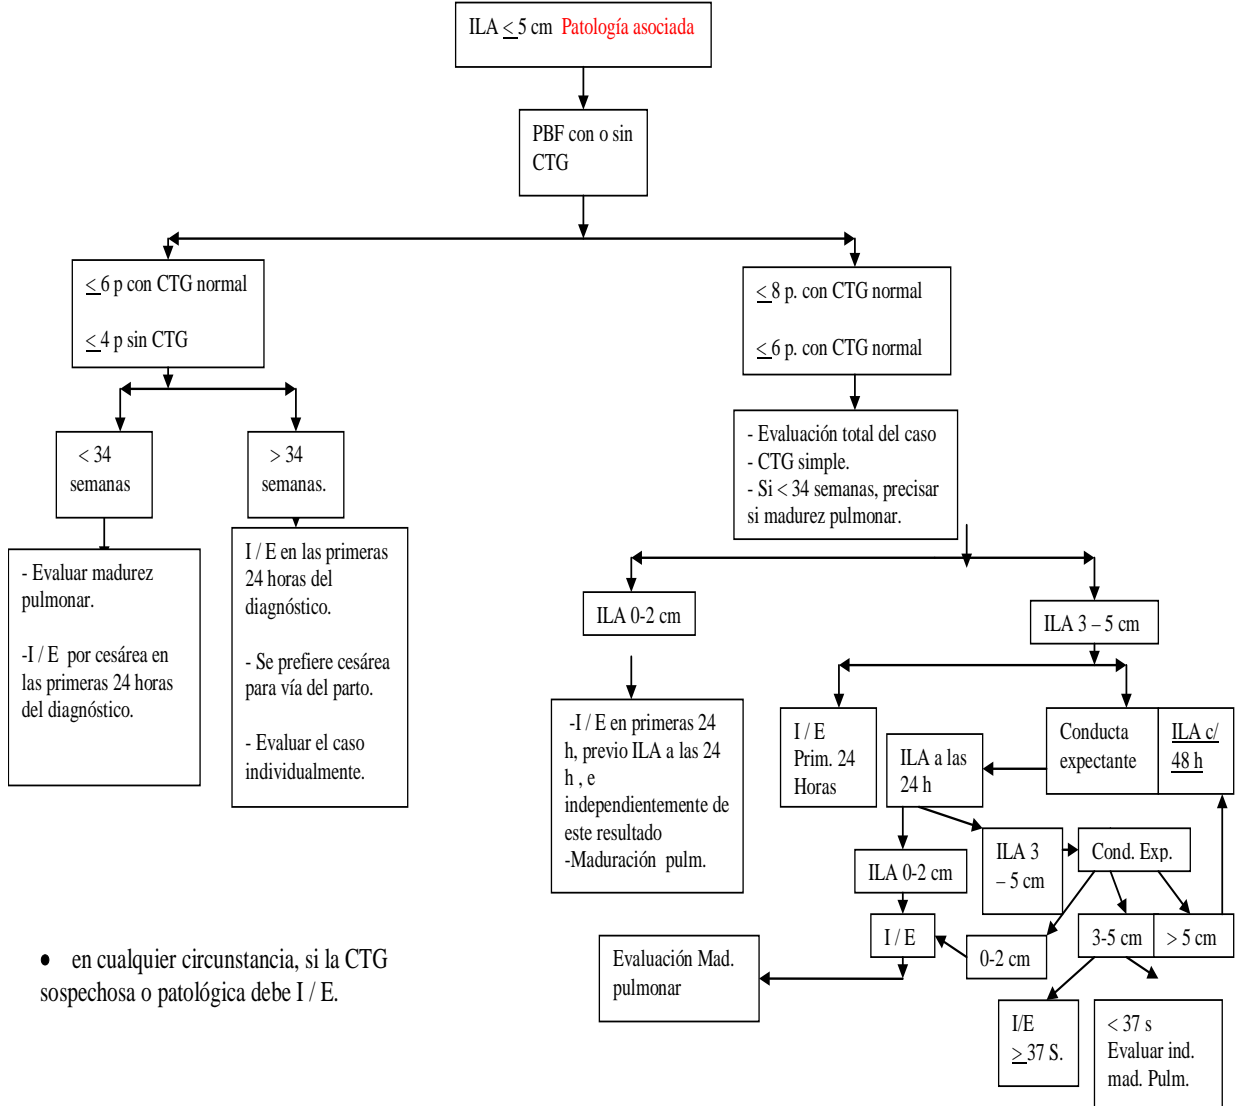 ILA < 5 cm Patología asociada
PBF con o sin
CTG
< 6 p con CTG normal
< 4 p sin CTG
< 8 p. con CTG normal
< 6 p. con CTG normal
< 34
semanas
> 34
semanas.
- Evaluación total del caso
- CTG simple.
- Si < 34 semanas, precisar
si madurez pulmonar.
- Evaluar madurez
pulmonar.
-I / E por cesárea en
las primeras 24 horas
del diagnóstico.
I / E en las primeras
24 horas del
diagnóstico.
- Se prefiere cesárea
para vía del parto.
- Evaluar el caso
individualmente.
ILA 0-2 cm
ILA 3 – 5 cm
-I / E en primeras 24
h, previo ILA a las 24
h , e
independientemente de
este resultado
-Maduración pulm.
I / E
Prim. 24
Horas
ILA a las
24 h
Conducta
expectante
ILA c/
48 h
ILA 0-2 cm
ILA 3
– 5 cm
Cond. Exp.
I / E
0-2 cm
3-5 cm
> 5 cm
Evaluación Mad.
pulmonar
I/E
> 37 S.
< 37 s
Evaluar ind.
mad. Pulm.
• en cualquier circunstancia, si la CTG
sospechosa o patológica debe I / E.